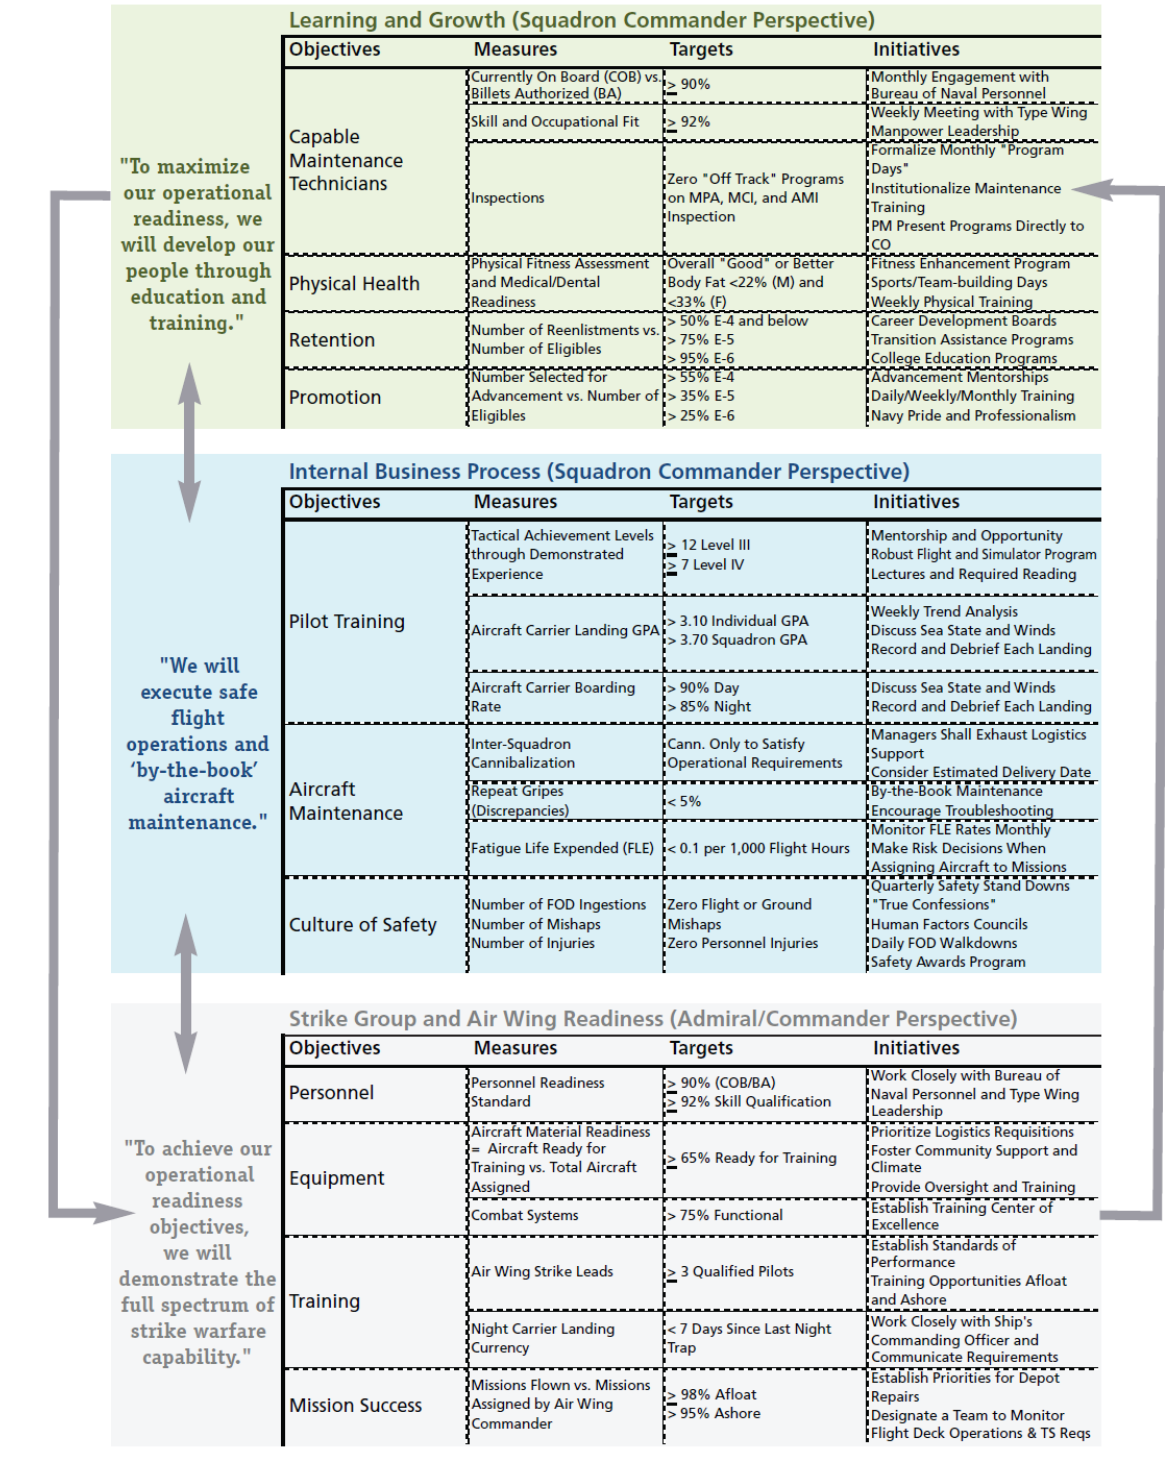 Learning and Growth (Squadron Commander Perspective)
Objectives Measures Targets Initiatives
"To maximize
our operational
readiness, we
will develop our
people through
education and
training."
Capable
Maintenance
Technicians
Currently On Board (COB) vs.
Billets Authorized (BA)
≥ 90%
Monthly Engagement with
Bureau of Naval Personnel
Skill and Occupational Fit
≥ 92%
Weekly Meeting with Type Wing
Manpower Leadership
Inspections
Zero "Off Track" Programs
on MPA, MCI, and AMI
Inspection
Formalize Monthly "Program
Days"
Institutionalize Maintenance
Training
PM Present Programs Directly to
CO
Physical Health
Physical Fitness Assessment
and Medical/Dental
Readiness
Overall "Good" or Better
Body Fat <22% (M) and
<33% (F)
Fitness Enhancement Program
Sports/Team-building Days
Weekly Physical Training
Retention
Number of Reenlistments vs.
Number of Eligibles
> 50% E-4 and below
> 75% E-5
> 95% E-6
Career Development Boards
Transition Assistance Programs
College Education Programs
Promotion
Number Selected for
Advancement vs. Number of
Eligibles
> 55% E-4
> 35% E-5
> 25% E-6
Advancement Mentorships
Daily/Weekly/Monthly Training
Navy Pride and Professionalism
Internal Business Process (Squadron Commander Perspective)
Objectives Measures Targets Initiatives
"We will
execute safe
flight
operations and
‘by-the-book’
aircraft
maintenance."
Pilot Training
Tactical Achievement Levels
through Demonstrated
Experience
≥ 12 Level III
≥ 7 Level IV
Mentorship and Opportunity
Robust Flight and Simulator Program
Lectures and Required Reading
Aircraft Carrier Landing GPA
> 3.10 Individual GPA
> 3.70 Squadron GPA
Weekly Trend Analysis
Discuss Sea State and Winds
Record and Debrief Each Landing
Aircraft Carrier Boarding
Rate
> 90% Day
> 85% Night
Discuss Sea State and Winds
Record and Debrief Each Landing
Aircraft
Maintenance
Inter-Squadron
Cannibalization
Cann. Only to Satisfy
Operational Requirements
Managers Shall Exhaust Logistics
Support
Consider Estimated Delivery Date
Repeat Gripes
(Discrepancies)
< 5%
By-the-Book Maintenance
Encourage Troubleshooting
Fatigue Life Expended (FLE)
< 0.1 per 1,000 Flight Hours
Monitor FLE Rates Monthly
Make Risk Decisions When
Assigning Aircraft to Missions
Culture of Safety
Number of FOD Ingestions
Number of Mishaps
Number of Injuries
Zero Flight or Ground
Mishaps
Zero Personnel Injuries
Quarterly Safety Stand Downs
"True Confessions"
Human Factors Councils
Daily FOD Walkdowns
Safety Awards Program
Strike Group and Air Wing Readiness (Admiral/Commander Perspective)
Objectives Measures Targets Initiatives
"To achieve our
operational
readiness
objectives,
we will
demonstrate the
full spectrum of
strike warfare
capability."
Personnel
Personnel Readiness
Standard
≥ 90% (COB/BA)
≥ 92% Skill Qualification
Work Closely with Bureau of
Naval Personnel and Type Wing
Leadership
Equipment
Aircraft Material Readiness
= Aircraft Ready for
Training vs. Total Aircraft
Assigned
≥ 65% Ready for Training
Prioritize Logistics Requisitions
Foster Community Support and
Climate
Provide Oversight and Training
Combat Systems
> 75% Functional
Establish Training Center of
Excellence
Training
Air Wing Strike Leads
≥ 3 Qualified Pilots
Establish Standards of
Performance
Training Opportunities Afloat
and Ashore
Night Carrier Landing
Currency
< 7 Days Since Last Night
Trap
Work Closely with Ship's
Commanding Officer and
Communicate Requirements
Mission Success
Missions Flown vs. Missions
Assigned by Air Wing
Commander
≥ 98% Afloat
> 95% Ashore
Establish Priorities for Depot
Repairs
Designate a Team to Monitor
Flight Deck Operations & TS Reqs